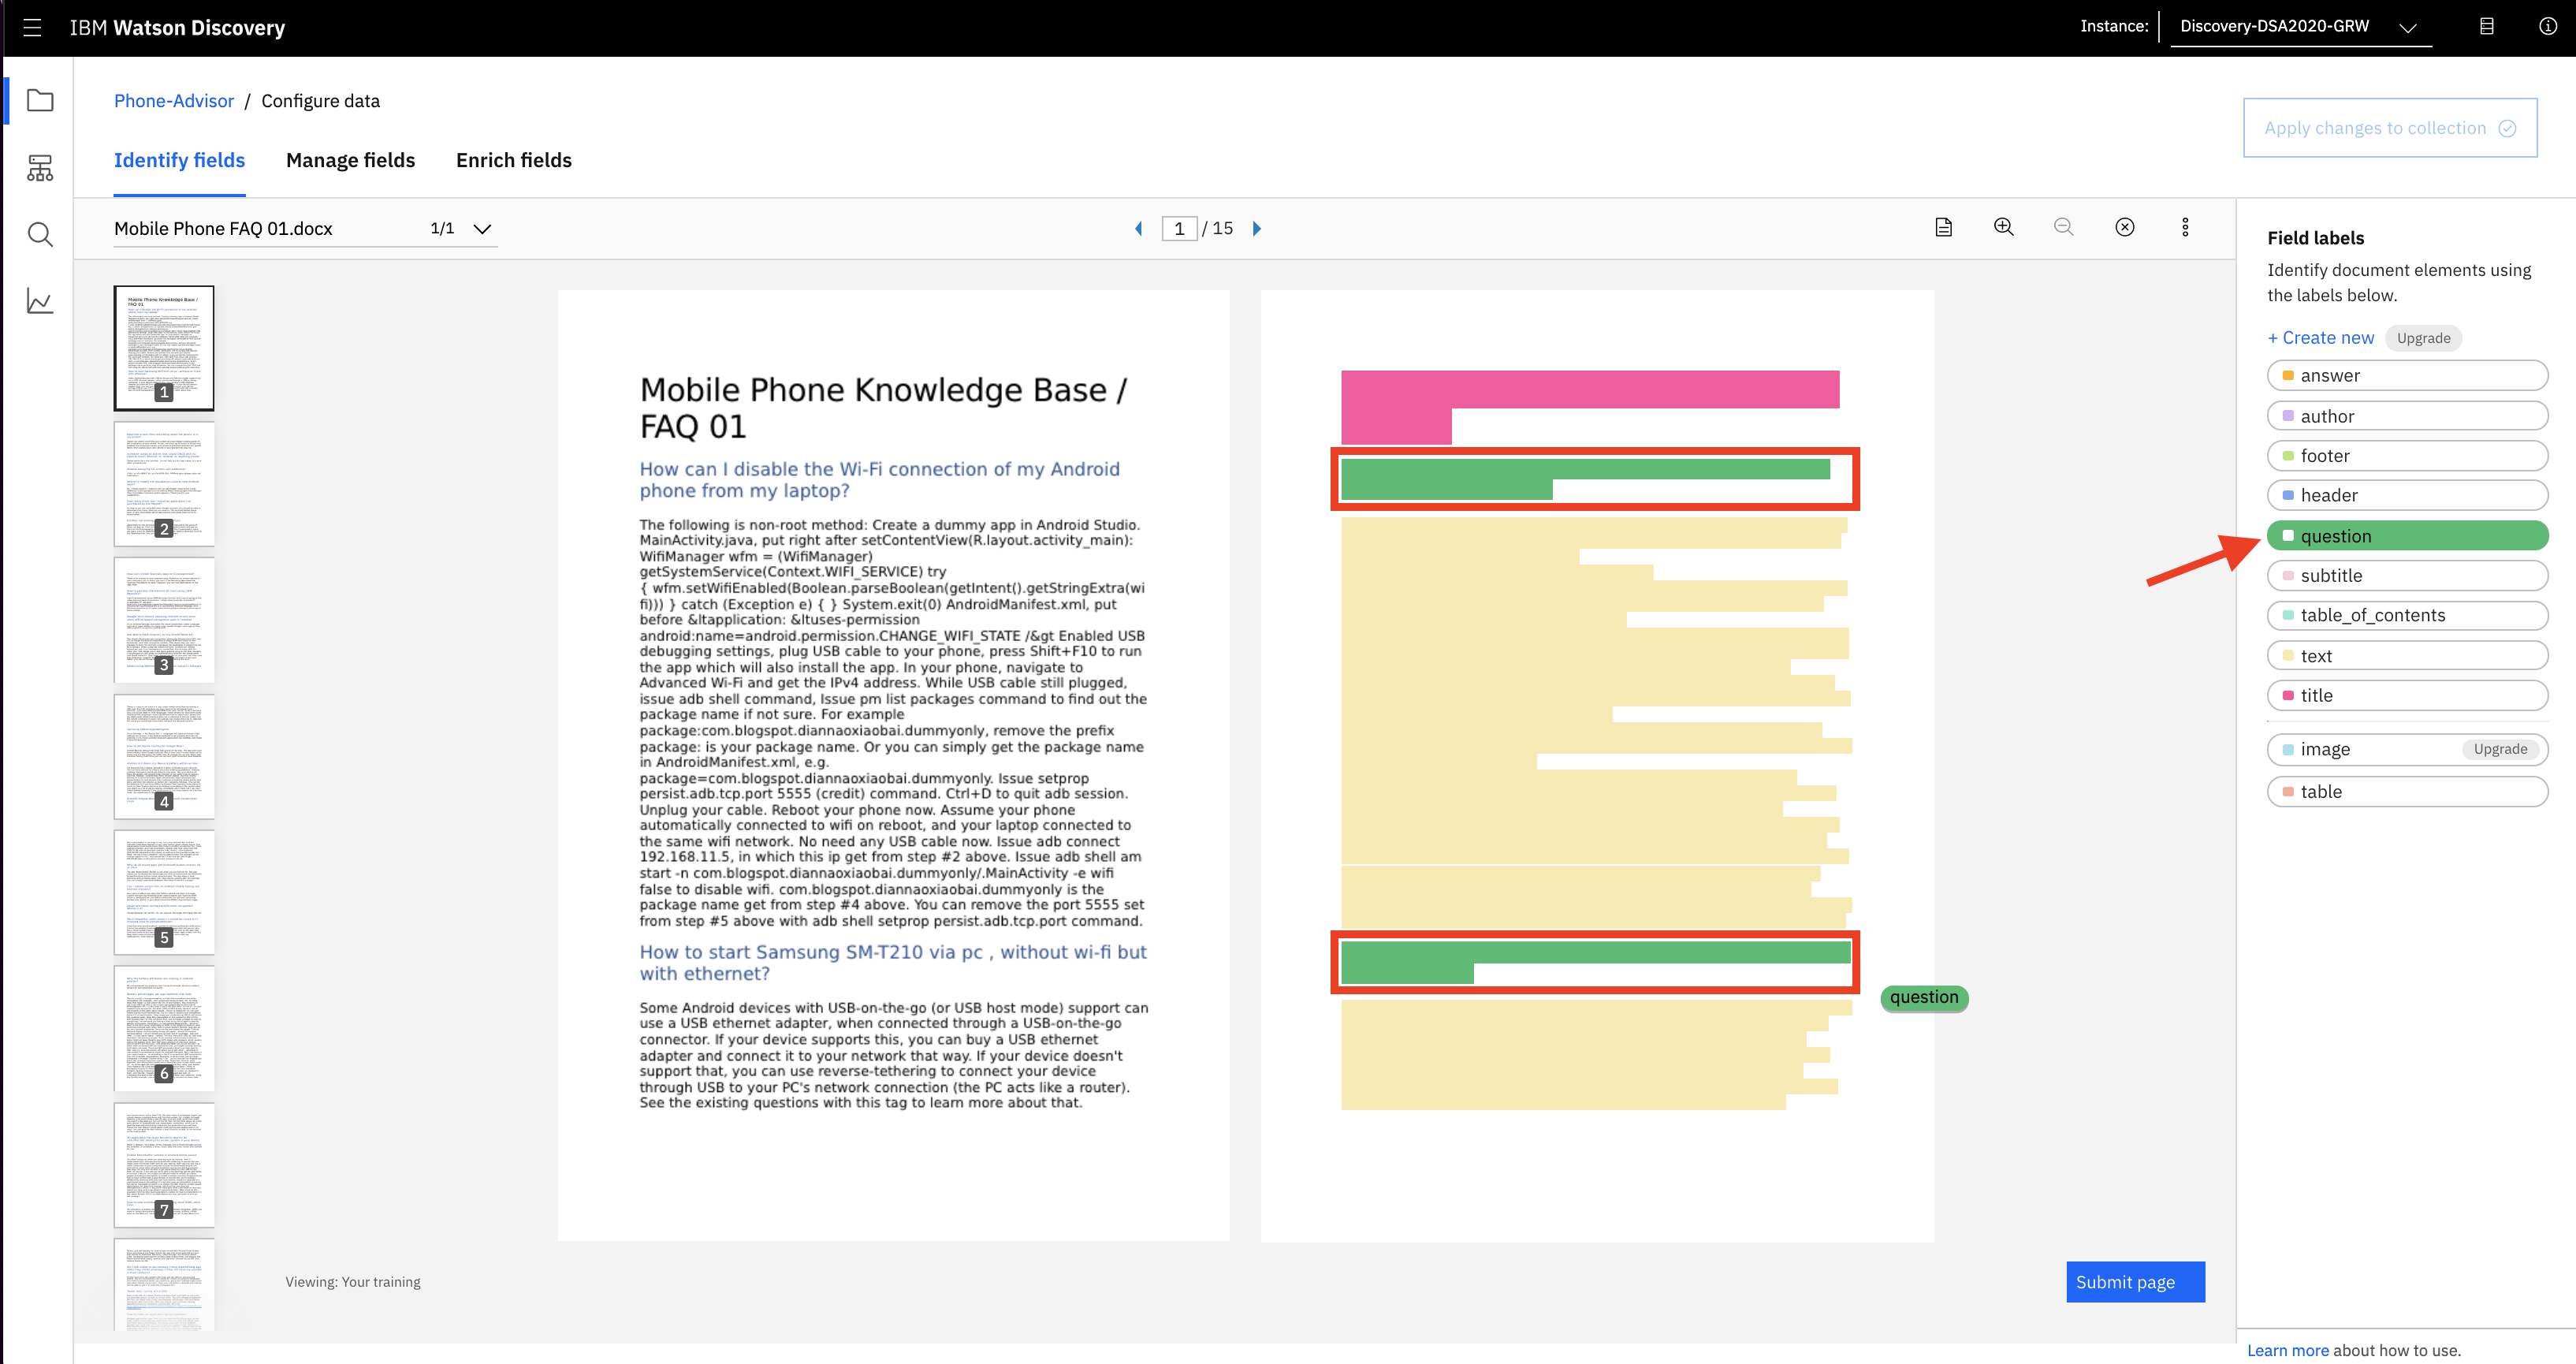 IBM Watson Discovery
Instance:
Discovery-DSA2020-GRW
Phone-Advisor / Configure data
Apply changes to collection
Identify fields
Manage fields
Enrich fields
Mobile Phone FAQ 01.docx
1/1
1 / 15
1
2
3
4
5
6
7
Mobile Phone Knowledge Base /
FAQ 01
How can I disable the Wi-Fi connection of my Android
phone from my laptop?
The following is non-root method: Create a dummy app in Android Studio.
MainActivity.java, put right after setContentView(R.layout.activity_main):
WifiManager wfm = (WifiManager)
getSystemService(Context.WIFI_SERVICE) try
{ wfm.setWifiEnabled(Boolean.parseBoolean(getIntent().getStringExtra(wi
fi))) } catch (Exception e) { } System.exit(0) AndroidManifest.xml, put
before &ltapplication: &ltuses-permission
android:name=android.permission.CHANGE_WIFI_STATE /&gt Enabled USB
debugging settings, plug USB cable to your phone, press Shift+F10 to run
the app which will also install the app. In your phone, navigate to
Advanced Wi-Fi and get the IPv4 address. While USB cable still plugged,
issue adb shell command, Issue pm list packages command to find out the
package name if not sure. For example
package:com.blogspot.diannaoxiaobai.dummyonly, remove the prefix
package: is your package name. Or you can simply get the package name
in AndroidManifest.xml, e.g.
package=com.blogspot.diannaoxiaobai.dummyonly. Issue setprop
persist.adb.tcp.port 5555 (credit) command. Ctrl+D to quit adb session.
Unplug your cable. Reboot your phone now. Assume your phone
automatically connected to wifi on reboot, and your laptop connected to
the same wifi network. No need any USB cable now. Issue adb connect
192.168.11.5, in which this ip get from step #2 above. Issue adb shell am
start -n com.blogspot.diannaoxiaobai.dummyonly/.MainActivity -e wifi
false to disable wifi. com.blogspot.diannaoxiaobai.dummyonly is the
package name get from step #4 above. You can remove the port 5555 set
from step #5 above with adb shell setprop persist.adb.tcp.port command.
How to start Samsung SM-T210 via pc , without wi-fi but
with ethernet?
Some Android devices with USB-on-the-go (or USB host mode) support can
use a USB ethernet adapter, when connected through a USB-on-the-go
connector. If your device supports this, you can buy a USB ethernet
adapter and connect it to your network that way. If your device doesn't
support that, you can use reverse-tethering to connect your device
through USB to your PC's network connection (the PC acts like a router).
See the existing questions with this tag to learn more about that.
question
Viewing: Your training
Submit page
Field labels
Identify document elements using
the labels below.
+ Create new
Upgrade
answer
author
footer
header
question
subtitle
table_of_contents
text
title
image
Upgrade
table
Learn more about how to use.